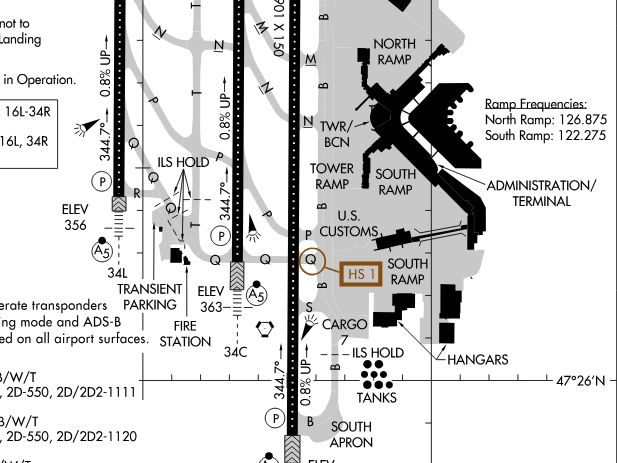 not to
Landing
in Operation.
16L-34R
16L, 34R
0.8% UP
344.7°
P
ELEV
356
A5
34L
TRANSIENT
PARKING
FIRE
STATION
ILS HOLD
R
Q
Q
Q
P
N
N
T
T
N
0.8% UP
344.7°
P
P
P
Q
Q
ELEV
363
A5
34C
901 X 150
B
B
M
N
B
B
P
Q
B
S
B
B
HS 1
NORTH
RAMP
TWR/
BCN
TOWER
RAMP
SOUTH
RAMP
U.S.
CUSTOMS
SOUTH
RAMP
Ramp Frequencies:
North Ramp: 126.875
South Ramp: 122.275
ADMINISTRATION/
TERMINAL
CARGO
7
ILS HOLD
TANKS
HANGARS
47°26'N
344.7°
0.8% UP
P
SOUTH
APRON
ELEV
erate transponders
ng mode and ADS-B
ed on all airport surfaces.
B/W/T
, 2D-550, 2D/2D2-1111
B/W/T
, 2D-550, 2D/2D2-1120